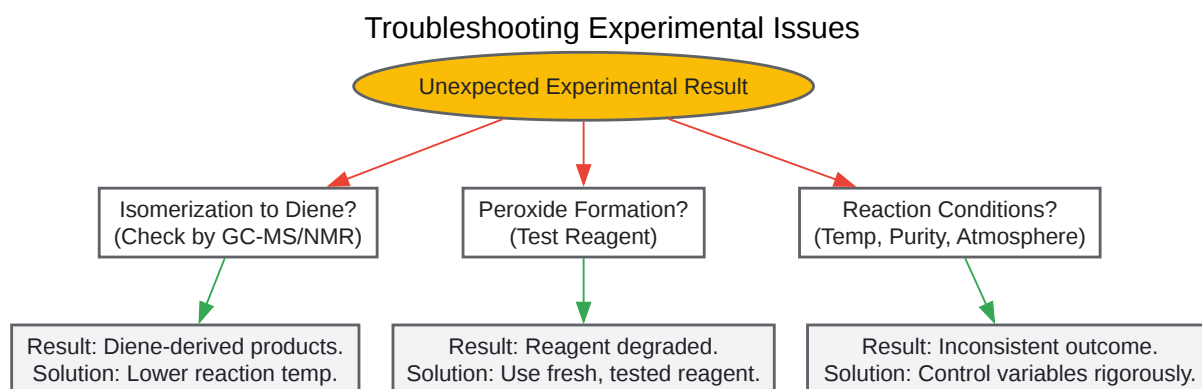 Troubleshooting Experimental Issues
Unexpected Experimental Result
Isomerization to Diene?
(Check by GC-MS/NMR)
Peroxide Formation?
(Test Reagent)
Reaction Conditions?
(Temp, Purity, Atmosphere)
Result: Diene-derived products.
Solution: Lower reaction temp.
Result: Reagent degraded.
Solution: Use fresh, tested reagent.
Result: Inconsistent outcome.
Solution: Control variables rigorously.